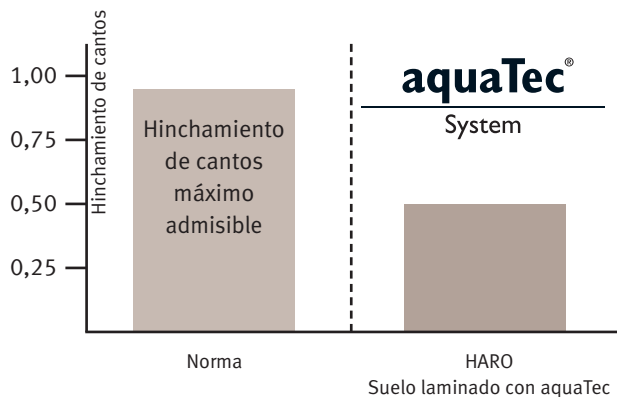 Hinchamiento de cantos
1,00
0,75
0,50
0,25
Hinchamiento
de cantos
máximo
admisible
aquaTec®
System
Norma
HARO
Suelo laminado con aquaTec